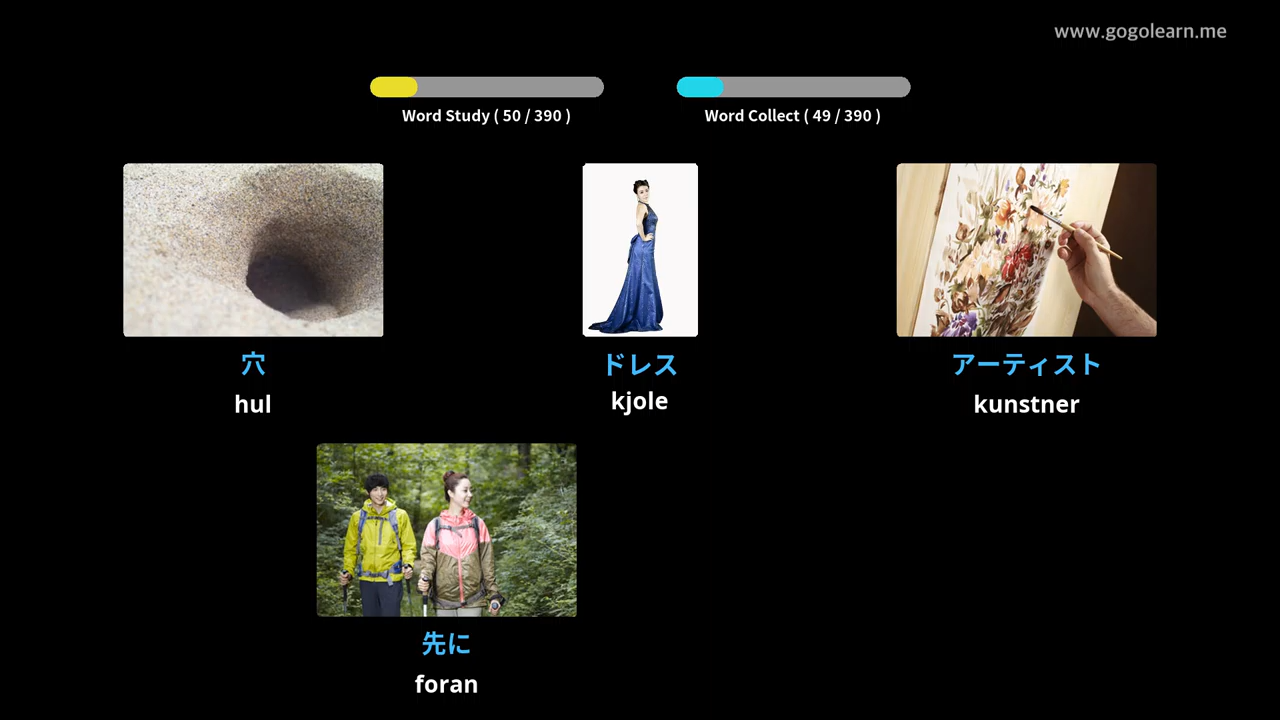 www.gogolearn.me
Word Study ( 50 / 390 )
Word Collect ( 49 / 390 )
穴
hul
ドレス
kjole
アーティスト
kunstner
先に
foran